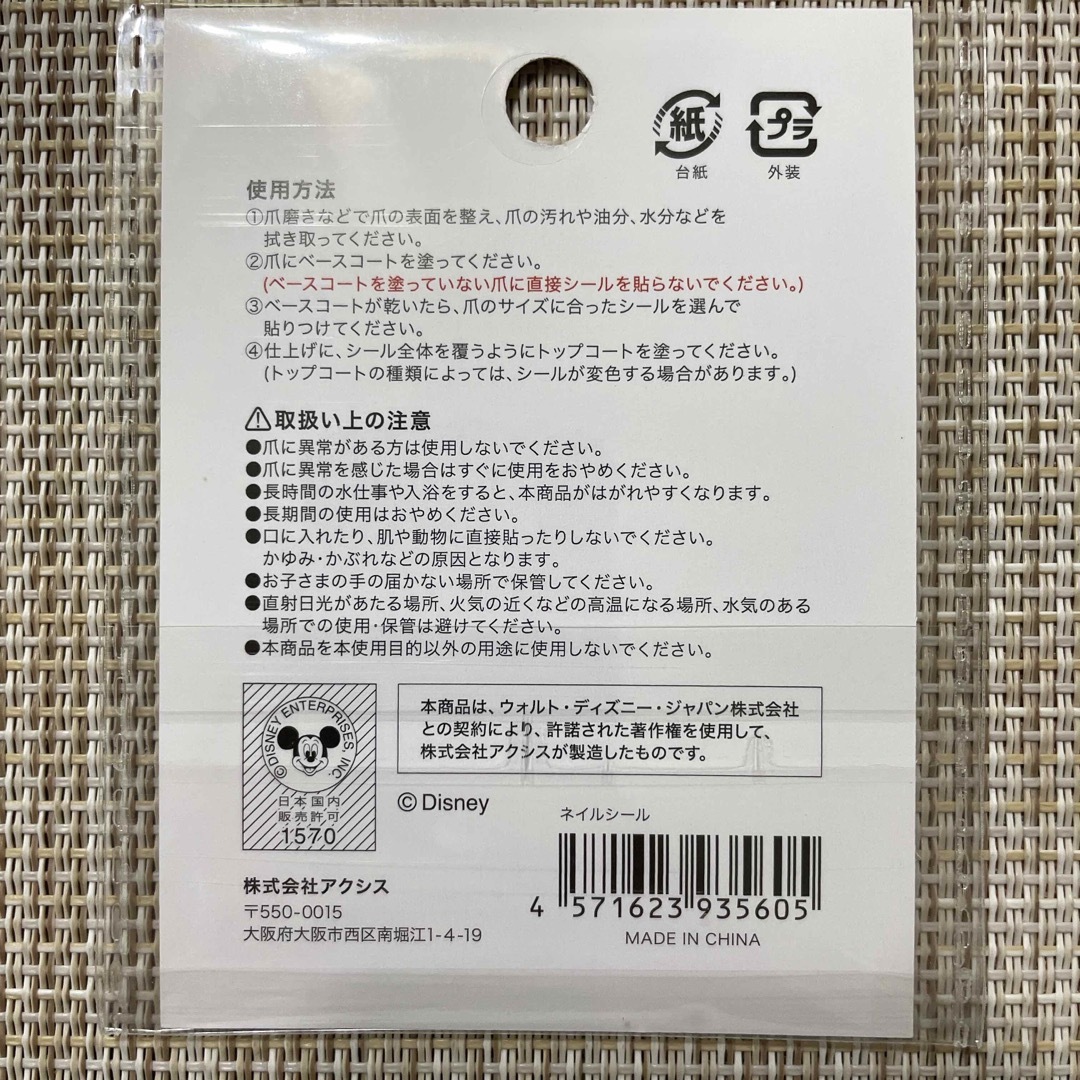 紙
プラ
台紙
外装
使用方法
①爪磨きなどで爪の表面を整え、爪の汚れや油分、水分などを
拭き取ってください。
②爪にベースコートを塗ってください。
(ベースコートを塗っていない爪に直接シールを貼らないでください。)
③ベースコートが乾いたら、爪のサイズに合ったシールを選んで
貼りつけてください。
④仕上げに、シール全体を覆うようにトップコートを塗ってください。
(トップコートの種類によっては、シールが変色する場合があります。)
⚠取扱い上の注意
●爪に異常がある方は使用しないでください。
●爪に異常を感じた場合はすぐに使用をおやめください。
●長時間の水仕事や入浴をすると、本商品がはがれやすくなります。
●長期間の使用はおやめください。
●口に入れたり、肌や動物に直接貼ったりしないでください。
かゆみ・かぶれなどの原因となります。
●お子さまの手の届かない場所で保管してください。
●直射日光があたる場所、火気の近くなどの高温になる場所、水気のある
場所での使用・保管は避けてください。
●本商品を本使用目的以外の用途に使用しないでください。
©DISNEY ENTERPRISES, INC.
日本国内
販売許可
1570
本商品は、ウォルト・ディズニー・ジャパン株式会社
との契約により、許諾された著作権を使用して、
株式会社アクシスが製造したものです。
© Disney
ネイルシール
4 571623 935605
MADE IN CHINA
株式会社アクシス
〒550-0015
大阪府大阪市西区南堀江1-4-19